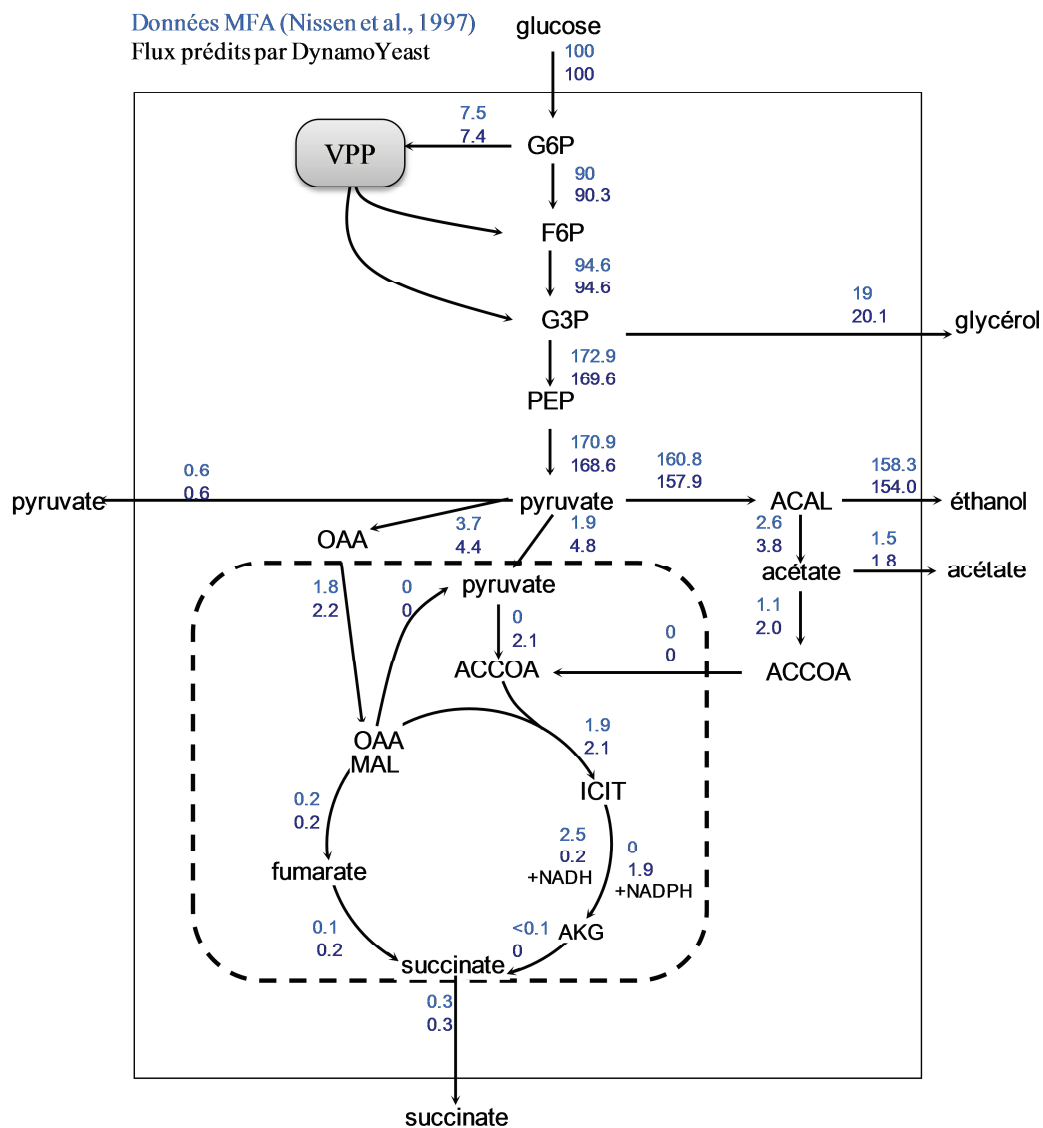 Données MFA (Nissen et al., 1997)
Flux prédits par DynamoYeast
glucose
100
100
7.5
7.4
VPP
G6P
90
90.3
F6P
94.6
94.6
G3P
19
20.1
glycérol
172.9
169.6
PEP
170.9
168.6
0.6
0.6
160.8
157.9
158.3
154.0
pyruvate
pyruvate
ACAL
éthanol
OAA
3.7
4.4
1.9
4.8
2.6
3.8
1.5
1.8
acétate
acétate
1.8
2.2
0
0
pyruvate
0
2.1
1.1
2.0
0
0
ACCOA
ACCOA
OAA
MAL
1.9
2.1
ICIT
0.2
0.2
2.5
0.2
+NADH
0
1.9
+NADPH
fumarate
0.1
0.2
<0.1
0
AKG
succinate
0.3
0.3
succinate